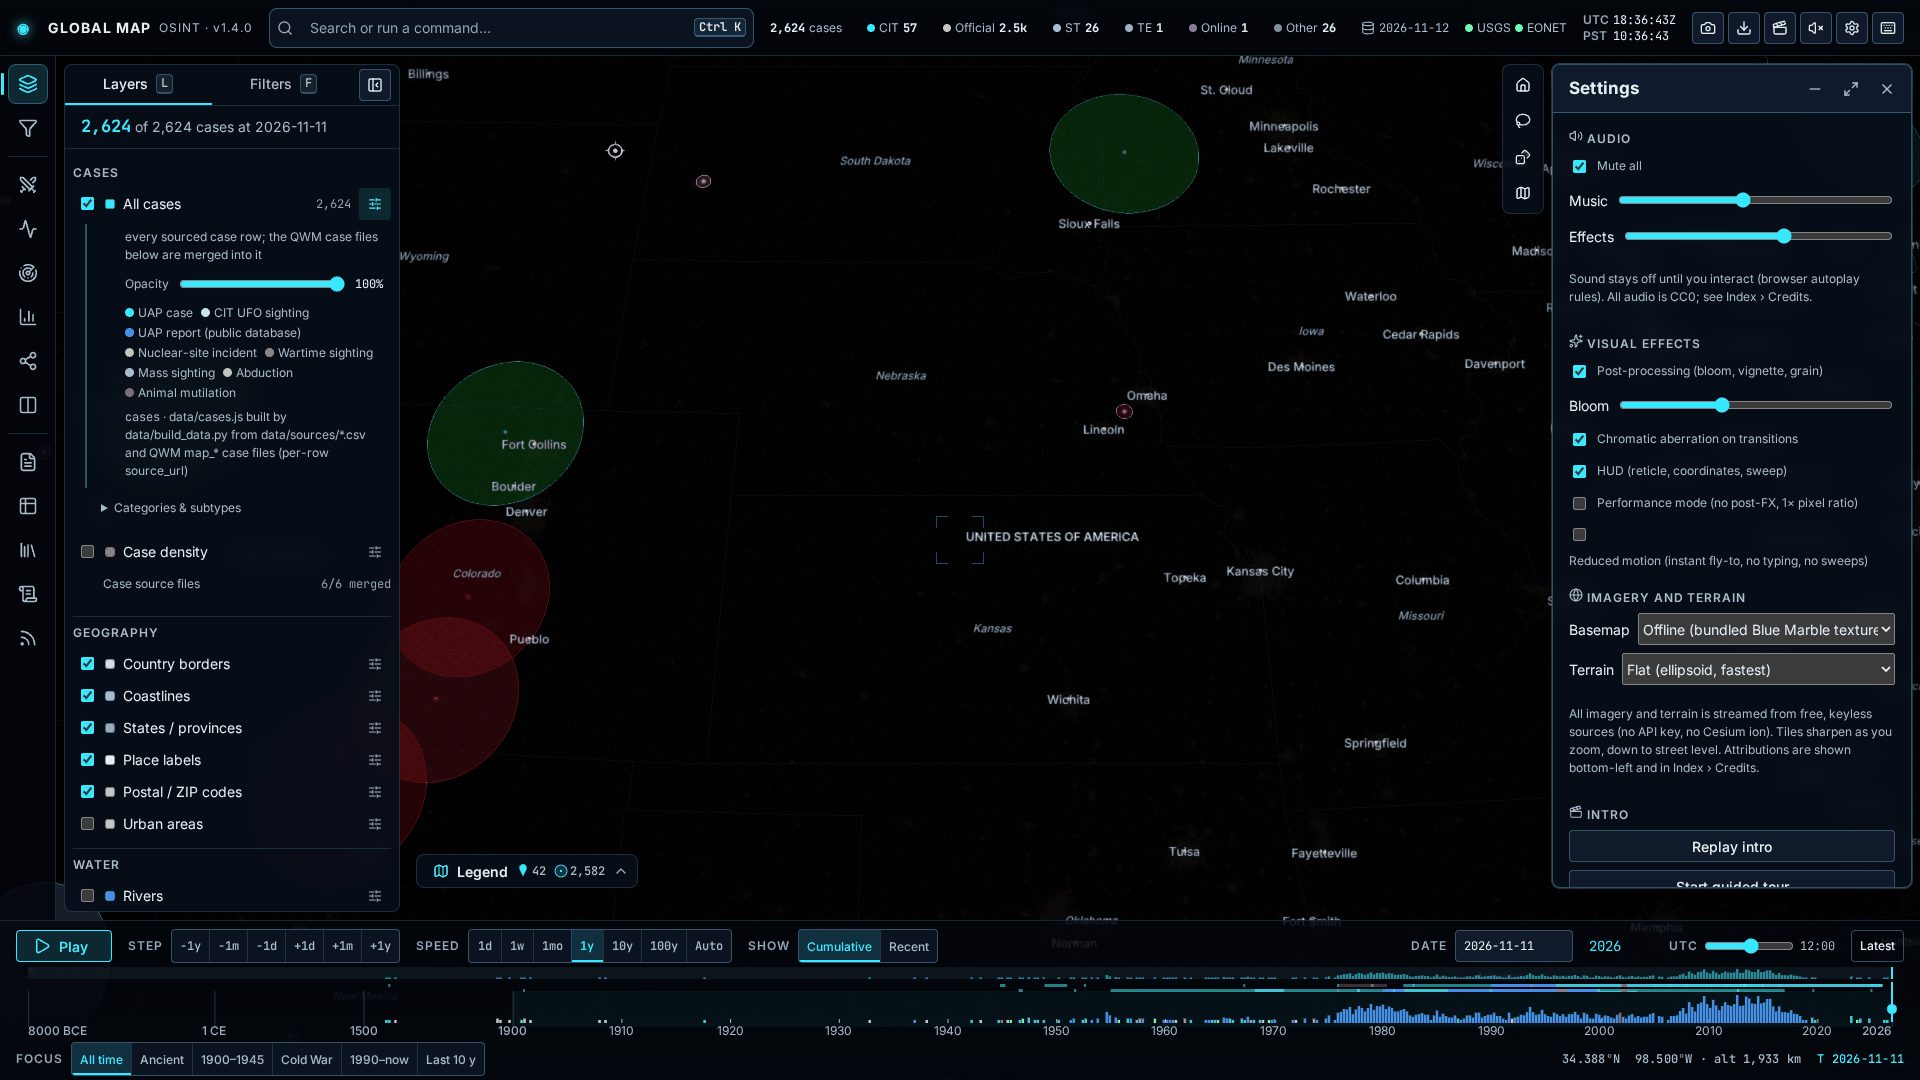 GLOBAL MAP OSINT · v1.4.0
Search or run a command... Ctrl K
2,624 cases CIT 57 Official 2.5k ST 26 TE 1 Online 1 Other 26
2026-11-12 USGS EONET
UTC 18:36:43Z
PST 10:36:43
Layers L Filters F
2,624 of 2,624 cases at 2026-11-11
CASES
All cases 2,624
every sourced case row; the QWM case files
below are merged into it
Opacity 100%
UAP case CIT UFO sighting
UAP report (public database)
Nuclear-site incident Wartime sighting
Mass sighting Abduction
Animal mutilation
cases · data/cases.js built by
data/build_data.py from data/sources/*.csv
and QWM map_* case files (per-row
source_url)
Categories & subtypes
Case density
Case source files 6/6 merged
GEOGRAPHY
Country borders
Coastlines
States / provinces
Place labels
Postal / ZIP codes
Urban areas
WATER
Rivers
Billings
Minnesota
St. Cloud
Minneapolis
Lakeville
South Dakota
Rochester
Sioux Falls
Wyoming
Waterloo
Iowa
Cedar Rapids
Davenport
Des Moines
Nebraska
Omaha
Lincoln
Fort Collins
Boulder
Denver
UNITED STATES OF AMERICA
Colorado
Topeka
Kansas City
Columbia
Missouri
Kansas
Pueblo
Wichita
Springfield
Tulsa
Fayetteville
Oklahoma
Fort Smith
Norman
Memphis
New Mexico
Legend 42 2,582
Settings
AUDIO
Mute all
Music
Effects
Sound stays off until you interact (browser autoplay
rules). All audio is CC0; see Index › Credits.
VISUAL EFFECTS
Post-processing (bloom, vignette, grain)
Bloom
Chromatic aberration on transitions
HUD (reticle, coordinates, sweep)
Performance mode (no post-FX, 1× pixel ratio)
Reduced motion (instant fly-to, no typing, no sweeps)
IMAGERY AND TERRAIN
Basemap Offline (bundled Blue Marble texture
Terrain Flat (ellipsoid, fastest)
All imagery and terrain is streamed from free, keyless
sources (no API key, no Cesium ion). Tiles sharpen as you
zoom, down to street level. Attributions are shown
bottom-left and in Index › Credits.
INTRO
Replay intro
Start guided tour
Play STEP -1y -1m -1d +1d +1m +1y SPEED 1d 1w 1mo 1y 10y 100y Auto SHOW Cumulative Recent
DATE 2026-11-11 2026 UTC 12:00 Latest
8000 BCE 1 CE 1500 1900 1910 1920 1930 1940 1950 1960 1970 1980 1990 2000 2010 2020 2026
FOCUS All time Ancient 1900–1945 Cold War 1990–now Last 10 y
34.388°N 98.500°W · alt 1,933 km T 2026-11-11